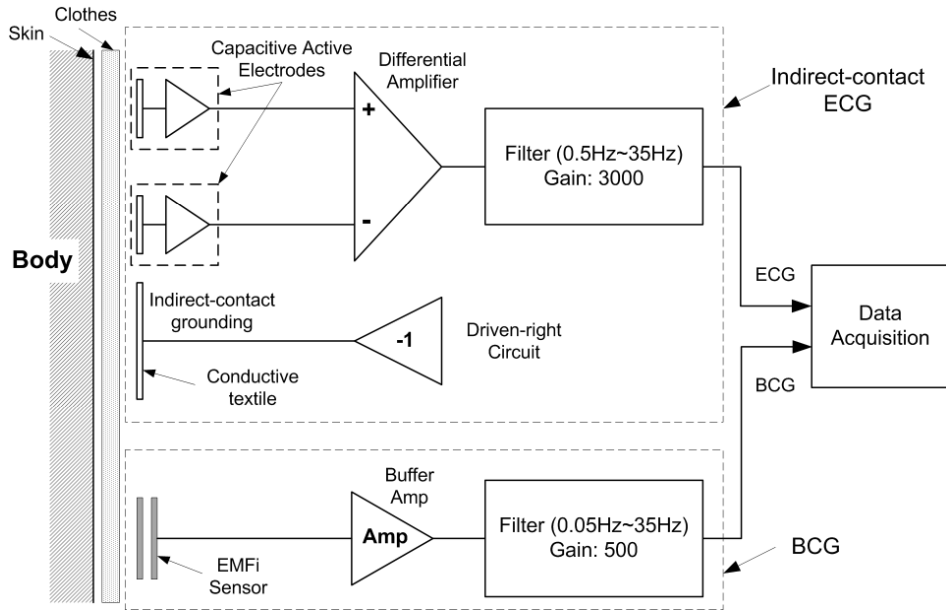 Clothes
Skin
Capacitive Active
Electrodes
Differential
Amplifier
Indirect-contact
ECG
+
Filter (0.5Hz~35Hz)
Gain: 3000
-
Body
Indirect-contact
grounding
-1
Driven-right
Circuit
Conductive
textile
ECG
Data
Acquisition
BCG
Buffer
Amp
Amp
Filter (0.05Hz~35Hz)
Gain: 500
EMFi
Sensor
BCG